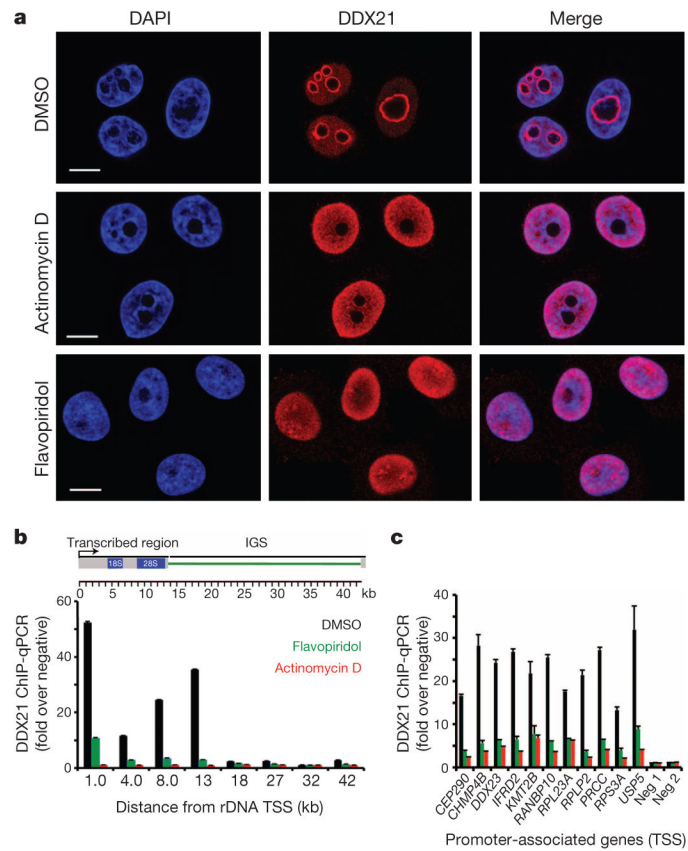 a
DAPI DDX21 Merge
DMSO
Actinomycin D
Flavopiridol
b
Transcribed region IGS
18S 28S
0 5 10 15 20 25 30 35 40 kb
DDX21 ChIP-qPCR
(fold over negative)
60
40
20
0
DMSO
Flavopiridol
Actinomycin D
1.0 4.0 8.0 13 18 27 32 42
Distance from rDNA TSS (kb)
c
DDX21 ChIP-qPCR
(fold over negative)
40
30
20
10
0
CEP290
CHMP4B
DDX23
IFRD2
KMT2B
RANBP10
RPL23A
RPLP2
PRCC
RPS3A
USP5
Neg 1
Neg 2
Promoter-associated genes (TSS)